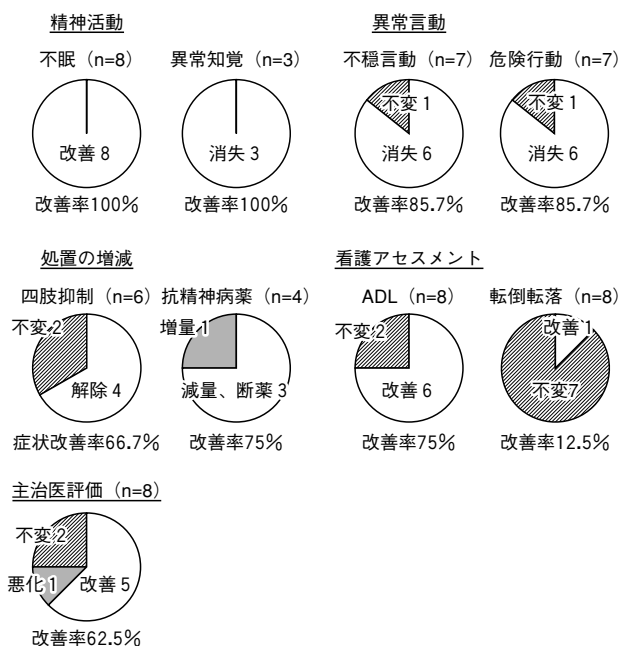 精神活動
異常言動
不眠（n=8）
異常知覚（n=3）
不穏言動（n=7）
危険行動（n=7）
改善 8
消失 3
不変 1
消失 6
不変 1
消失 6
改善率100%
改善率100%
改善率85.7%
改善率85.7%
処置の増減
看護アセスメント
四肢抑制（n=6）
抗精神病薬（n=4）
ADL（n=8）
転倒転落（n=8）
不変 2
解除 4
増量 1
減量、断薬 3
不変 2
改善 6
改善 1
不変7
症状改善率66.7%
改善率75%
改善率75%
改善率12.5%
主治医評価（n=8）
不変 2
悪化 1
改善 5
改善率62.5%